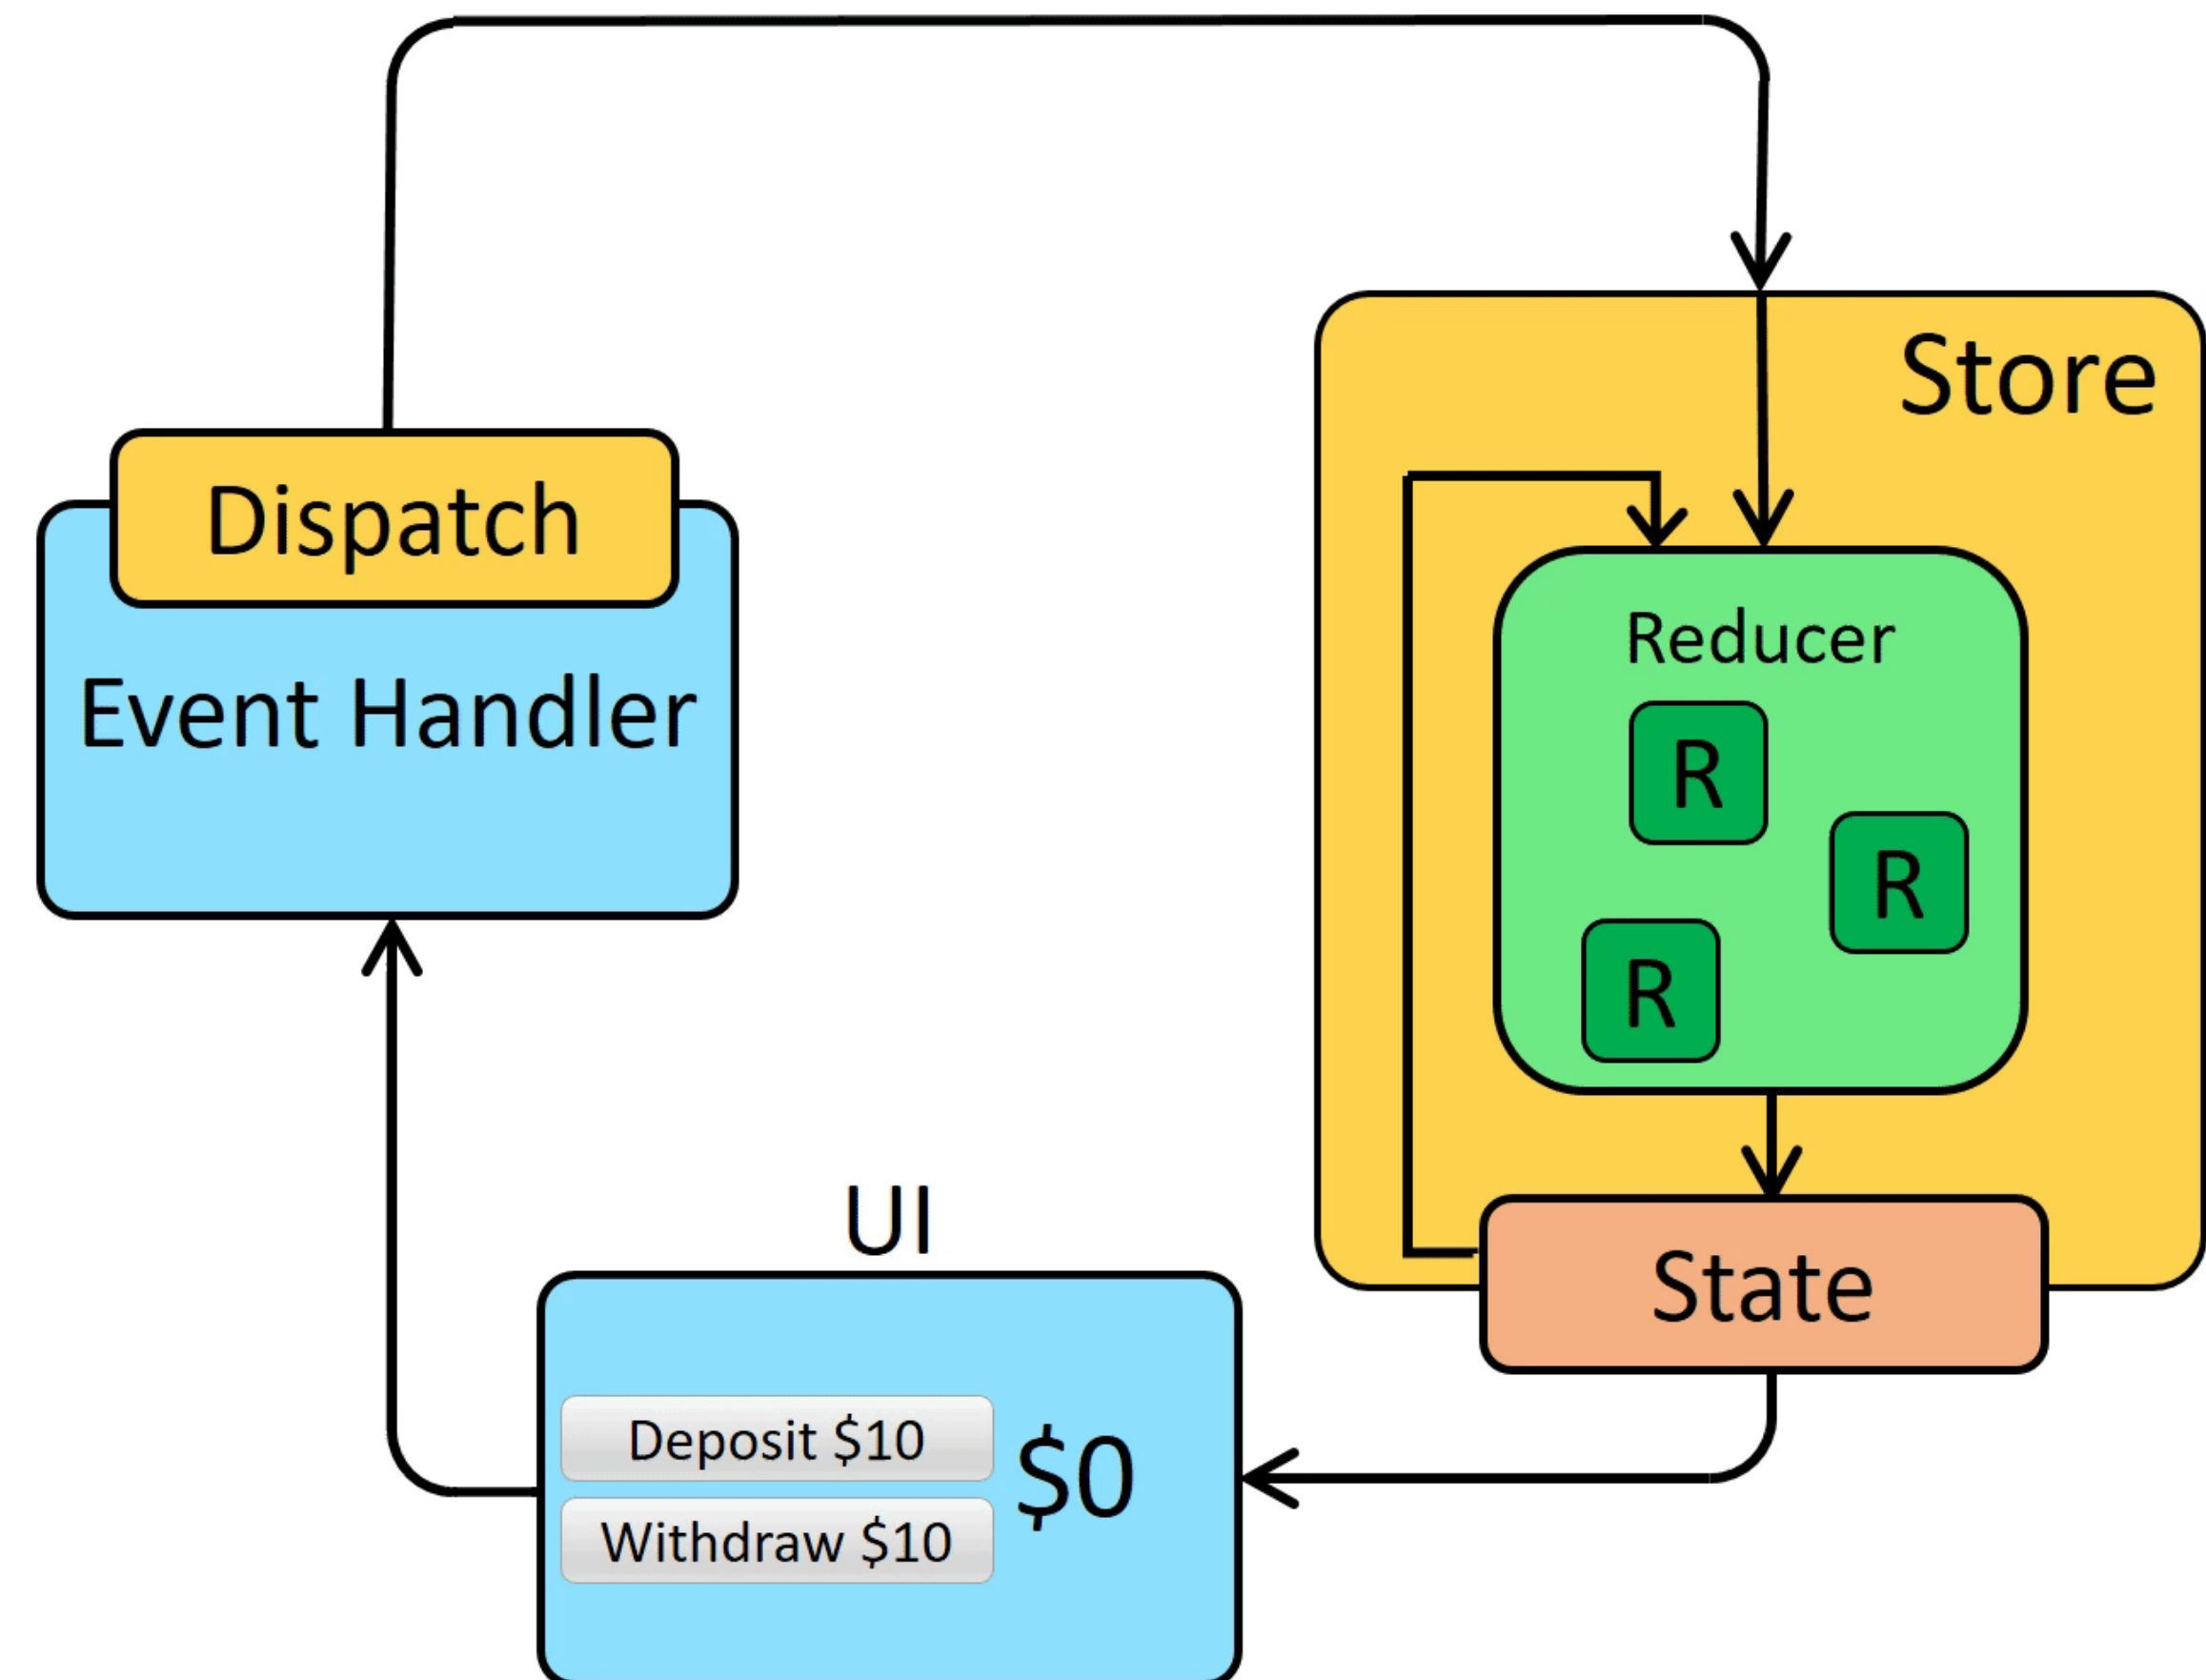 Store
Dispatch
Event Handler
Reducer
R
R
R
UI
State
Deposit $10
$0
Withdraw $10